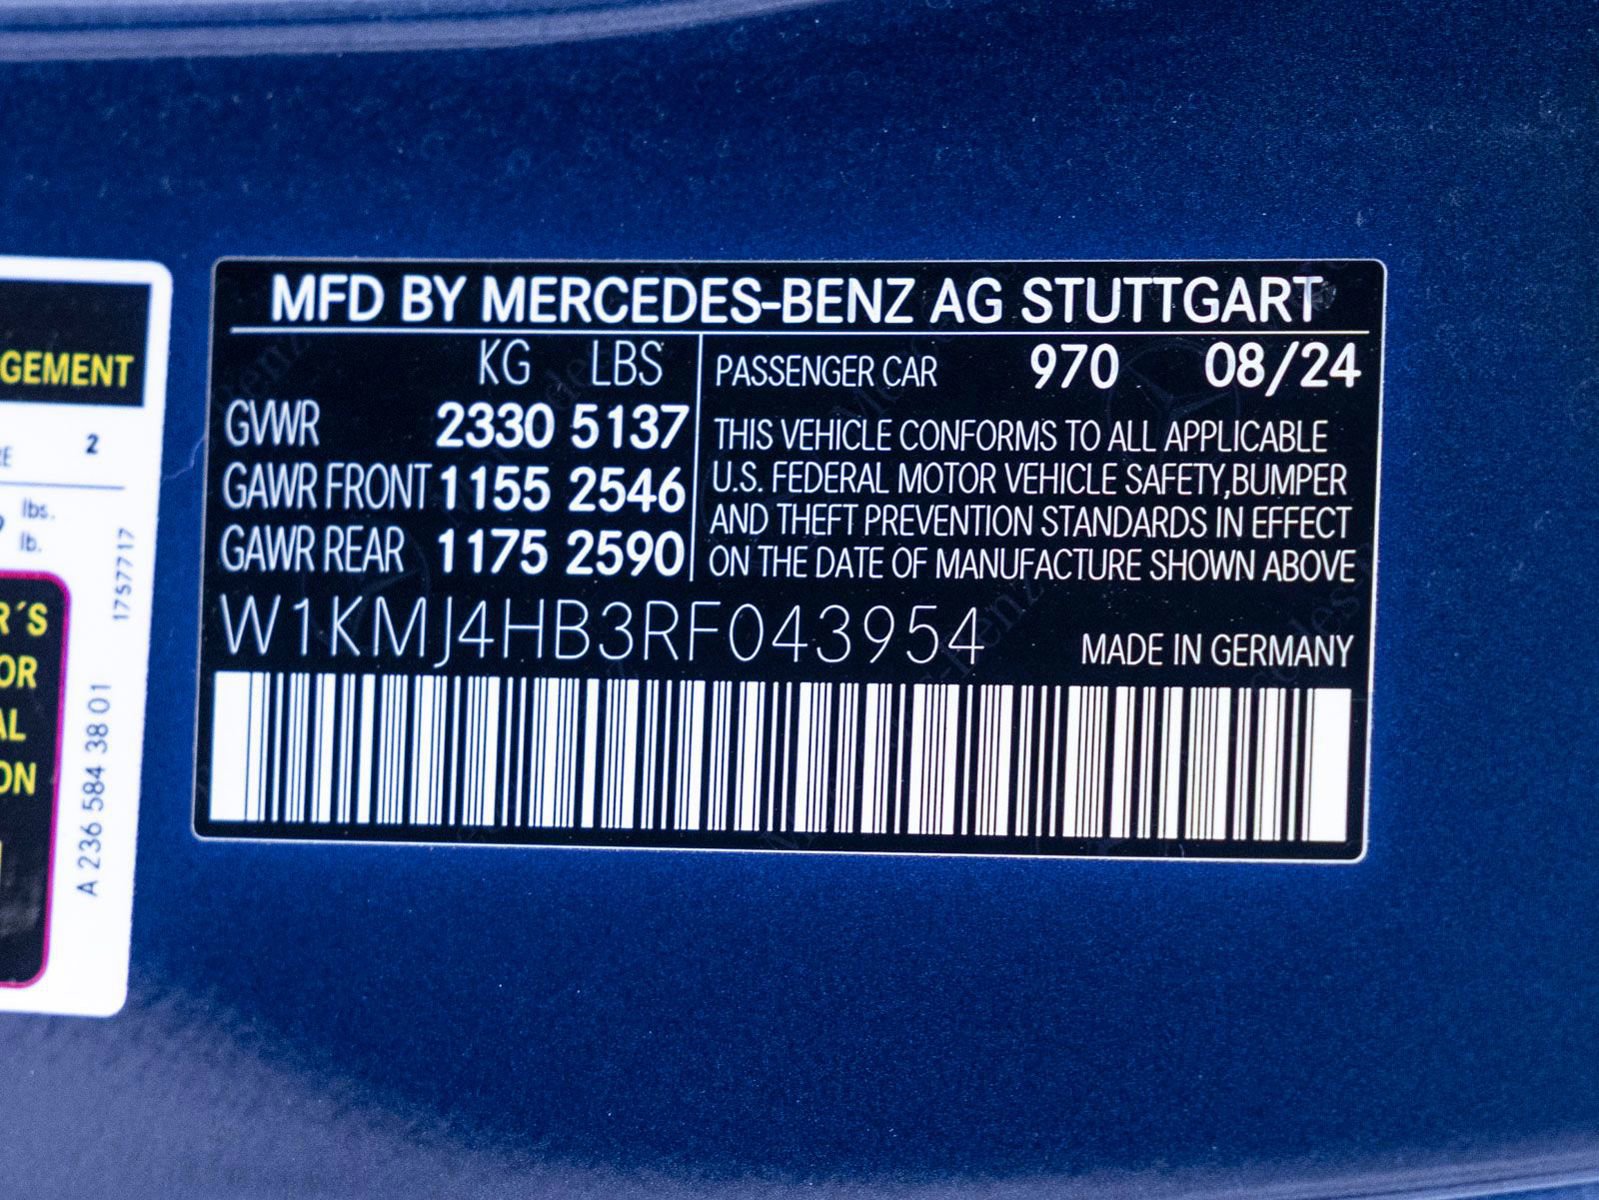 MFD BY MERCEDES-BENZ AG STUTTGART
KG LBS
GVWR 2330 5137
GAWR FRONT 1155 2546
GAWR REAR 1175 2590
PASSENGER CAR 970 08/24
THIS VEHICLE CONFORMS TO ALL APPLICABLE
U.S. FEDERAL MOTOR VEHICLE SAFETY,BUMPER
AND THEFT PREVENTION STANDARDS IN EFFECT
ON THE DATE OF MANUFACTURE SHOWN ABOVE
W1KMJ4HB3RF043954
MADE IN GERMANY
GEMENT
2
lbs.
lb.
R´S
OR
AL
ON
1757717
A 236 584 38 01